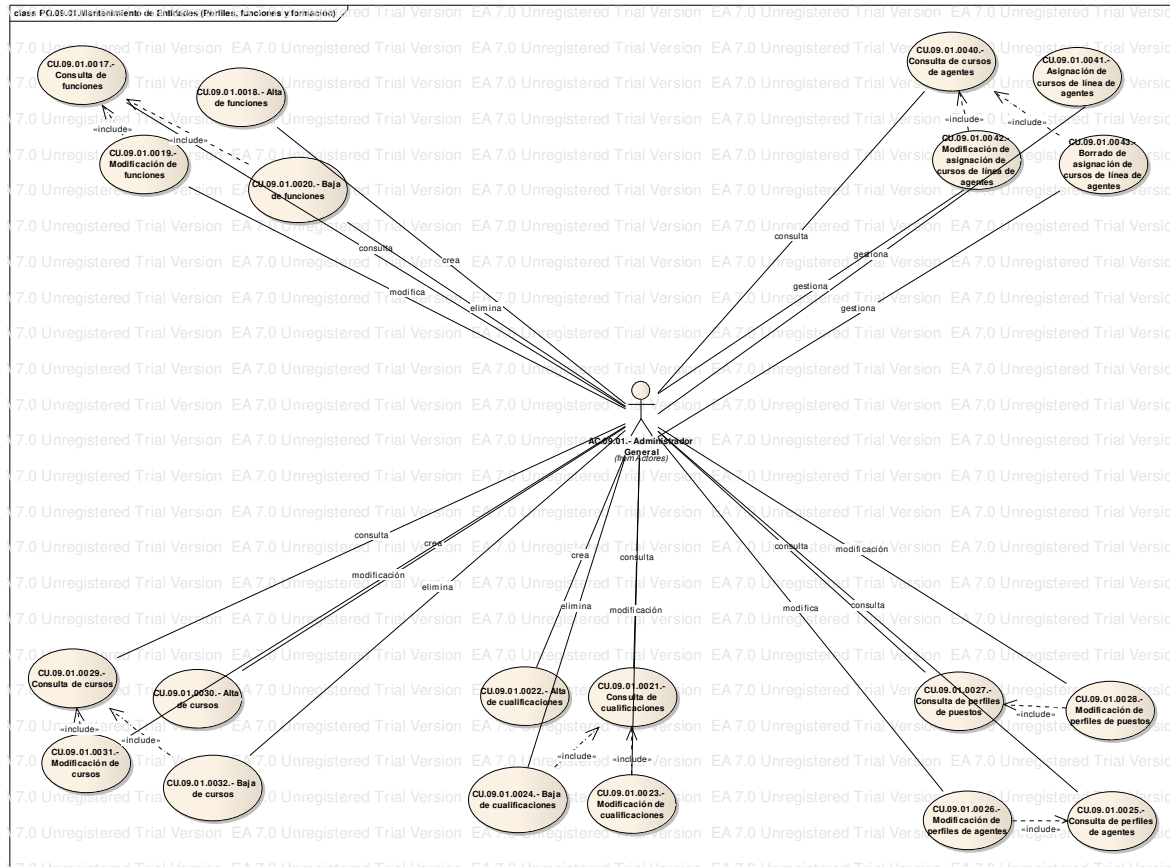 class PO.09.01.Mantenimiento de Entidades (Perfiles, funciones y formación)
CU.09.01.0017.-
Consulta de
funciones
CU.09.01.0018.- Alta
de funciones
«include»
«include»
CU.09.01.0019.-
Modificación de
funciones
CU.09.01.0020.- Baja
de funciones
CU.09.01.0040.-
Consulta de cursos
de agentes
CU.09.01.0041.-
Asignación de
cursos de línea de
agentes
«include»
«include»
CU.09.01.0042.-
Modificación de
asignación de
cursos de línea de
agentes
CU.09.01.0043.-
Borrado de
asignación de
cursos de línea de
agentes
consulta
crea
modifica
elimina
consulta
gestiona
gestiona
gestiona
AC.09.01.- Administrador
General
(from Actores)
consulta
crea
modificación
elimina
crea
elimina
consulta
modificación
consulta
modificación
modifica
consulta
CU.09.01.0029.-
Consulta de cursos
CU.09.01.0030.- Alta
de cursos
«include»
«include»
CU.09.01.0031.-
Modificación de
cursos
CU.09.01.0032.- Baja
de cursos
CU.09.01.0022.- Alta
de cualificaciones
CU.09.01.0021.-
Consulta de
cualificaciones
«include»
«include»
CU.09.01.0024.- Baja
de cualificaciones
CU.09.01.0023.-
Modificación de
cualificaciones
CU.09.01.0027.-
Consulta de perfiles
de puestos
«include»
CU.09.01.0028.-
Modificación de
perfiles de puestos
CU.09.01.0026.-
Modificación de
perfiles de agentes
«include»
CU.09.01.0025.-
Consulta de perfiles
de agentes
EA 7.0 Unregistered Trial Version